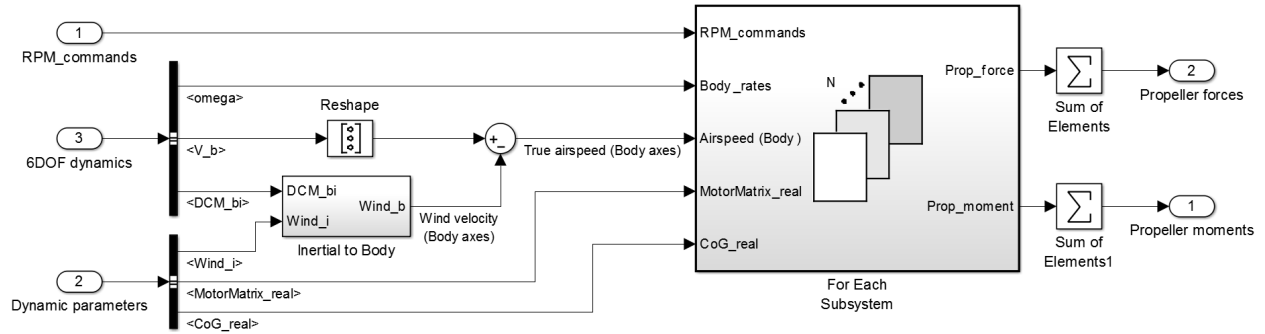 1
RPM_commands
<omega>
3
6DOF dynamics
<V_b>
<DCM_bi>
Reshape
+
-
True airspeed (Body axes)
DCM_bi
Wind_i
Wind_b
Inertial to Body
Wind velocity
(Body axes)
2
Dynamic parameters
<Wind_i>
<MotorMatrix_real>
<CoG_real>
RPM_commands
Body_rates
Airspeed (Body )
MotorMatrix_real
CoG_real
N
Prop_force
Prop_moment
For Each
Subsystem
Σ
Sum of
Elements
2
Propeller forces
Σ
Sum of
Elements1
1
Propeller moments